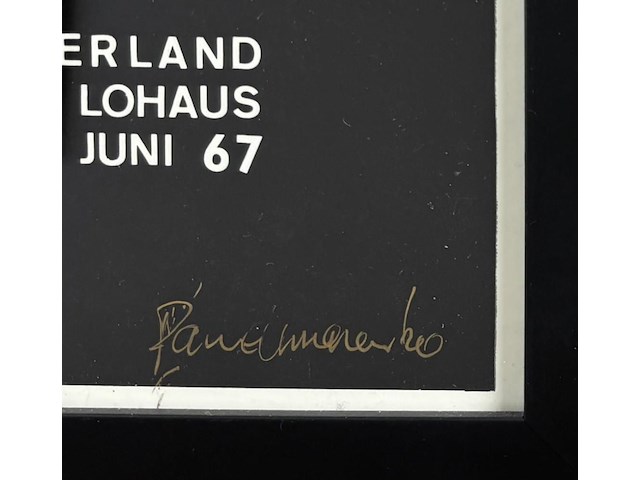 ERLAND
LOHAUS
JUNI 67
Panamarenko